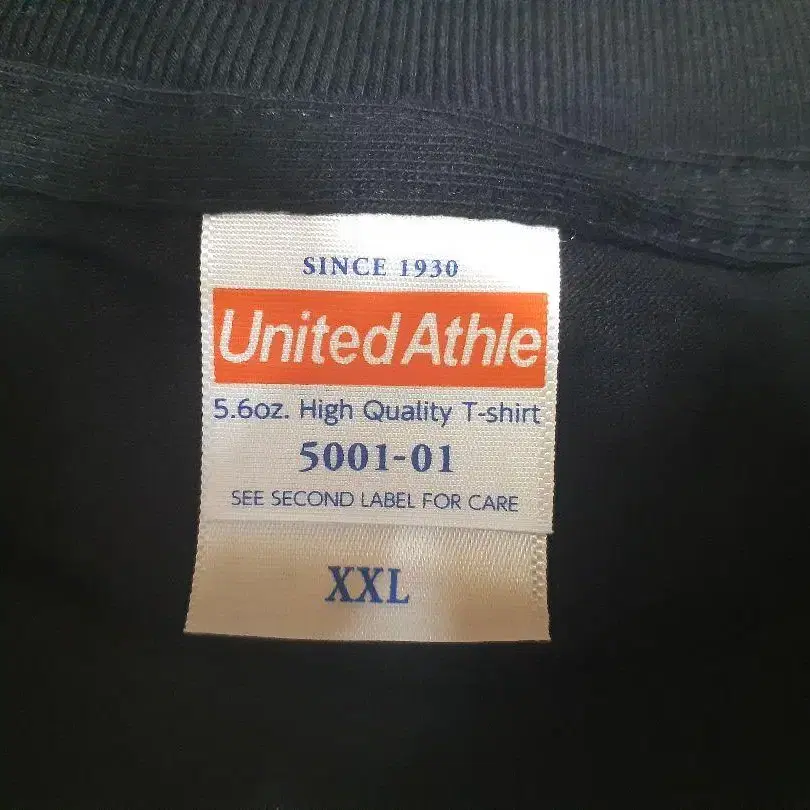 SINCE 1930
United Athle
5.6oz. High Quality T-shirt
5001-01
SEE SECOND LABEL FOR CARE
XXL